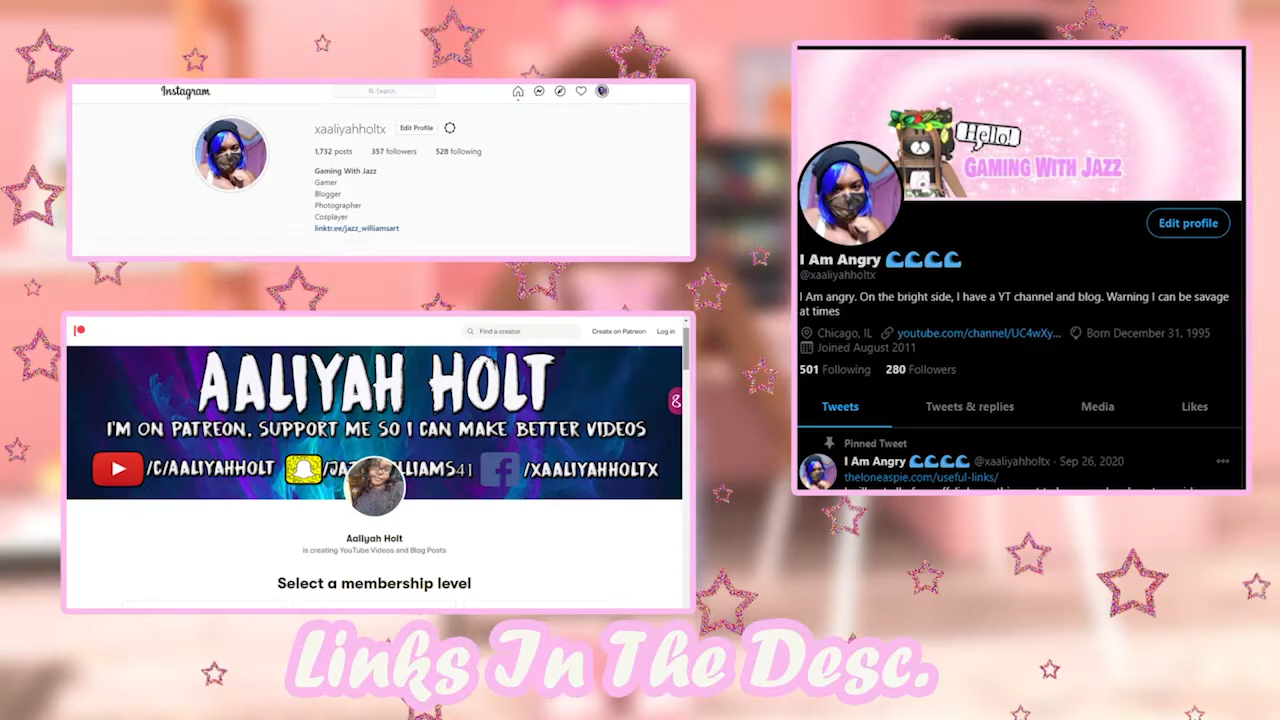 Instagram
Search
xaaliyahholtx Edit Profile
1,732 posts 357 followers 528 following
Gaming With Jazz
Gamer
Blogger
Photographer
Cosplayer
linktr.ee/jazz_williamsart
Hello!
GAMING WITH JAZZ
Edit profile
I Am Angry 🌊🌊🌊🌊
@xaaliyahholtx
I Am angry. On the bright side, I have a YT channel and blog. Warning I can be savage
at times
Chicago, IL youtube.com/channel/UC4wXy... Born December 31, 1995
Joined August 2011
501 Following 280 Followers
Tweets Tweets & replies Media Likes
Pinned Tweet
I Am Angry 🌊🌊🌊🌊 @xaaliyahholtx · Sep 26, 2020
theloneaspie.com/useful-links/
Find a creator Create on Patreon Log in
AALIYAH HOLT
I'M ON PATREON, SUPPORT ME SO I CAN MAKE BETTER VIDEOS
/C/AALIYAHHOLT /JA LLIAMS41 /XAALIYAHHOLTX
Aaliyah Holt
is creating YouTube Videos and Blog Posts
Select a membership level
Links In The Desc.